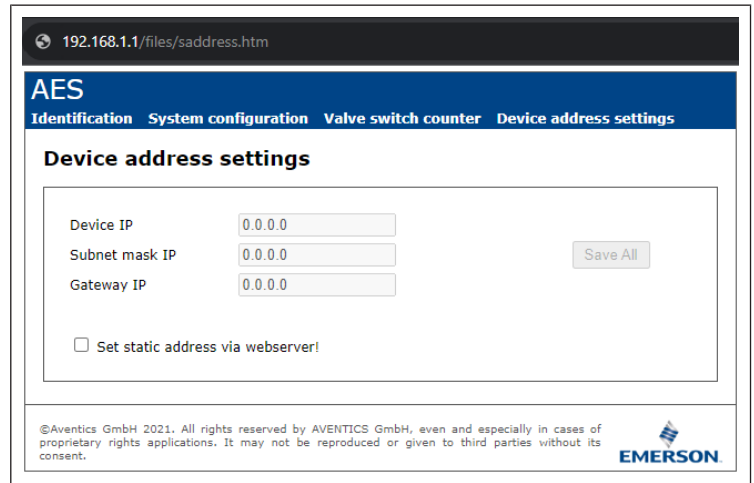 192.168.1.1/files/saddress.htm
AES
Identification System configuration Valve switch counter Device address settings
Device address settings
Device IP 0.0.0.0
Subnet mask IP 0.0.0.0 Save All
Gateway IP 0.0.0.0
Set static address via webserver!
©Aventics GmbH 2021. All rights reserved by AVENTICS GmbH, even and especially in cases of
proprietary rights applications. It may not be reproduced or given to third parties without its
consent.
EMERSON.